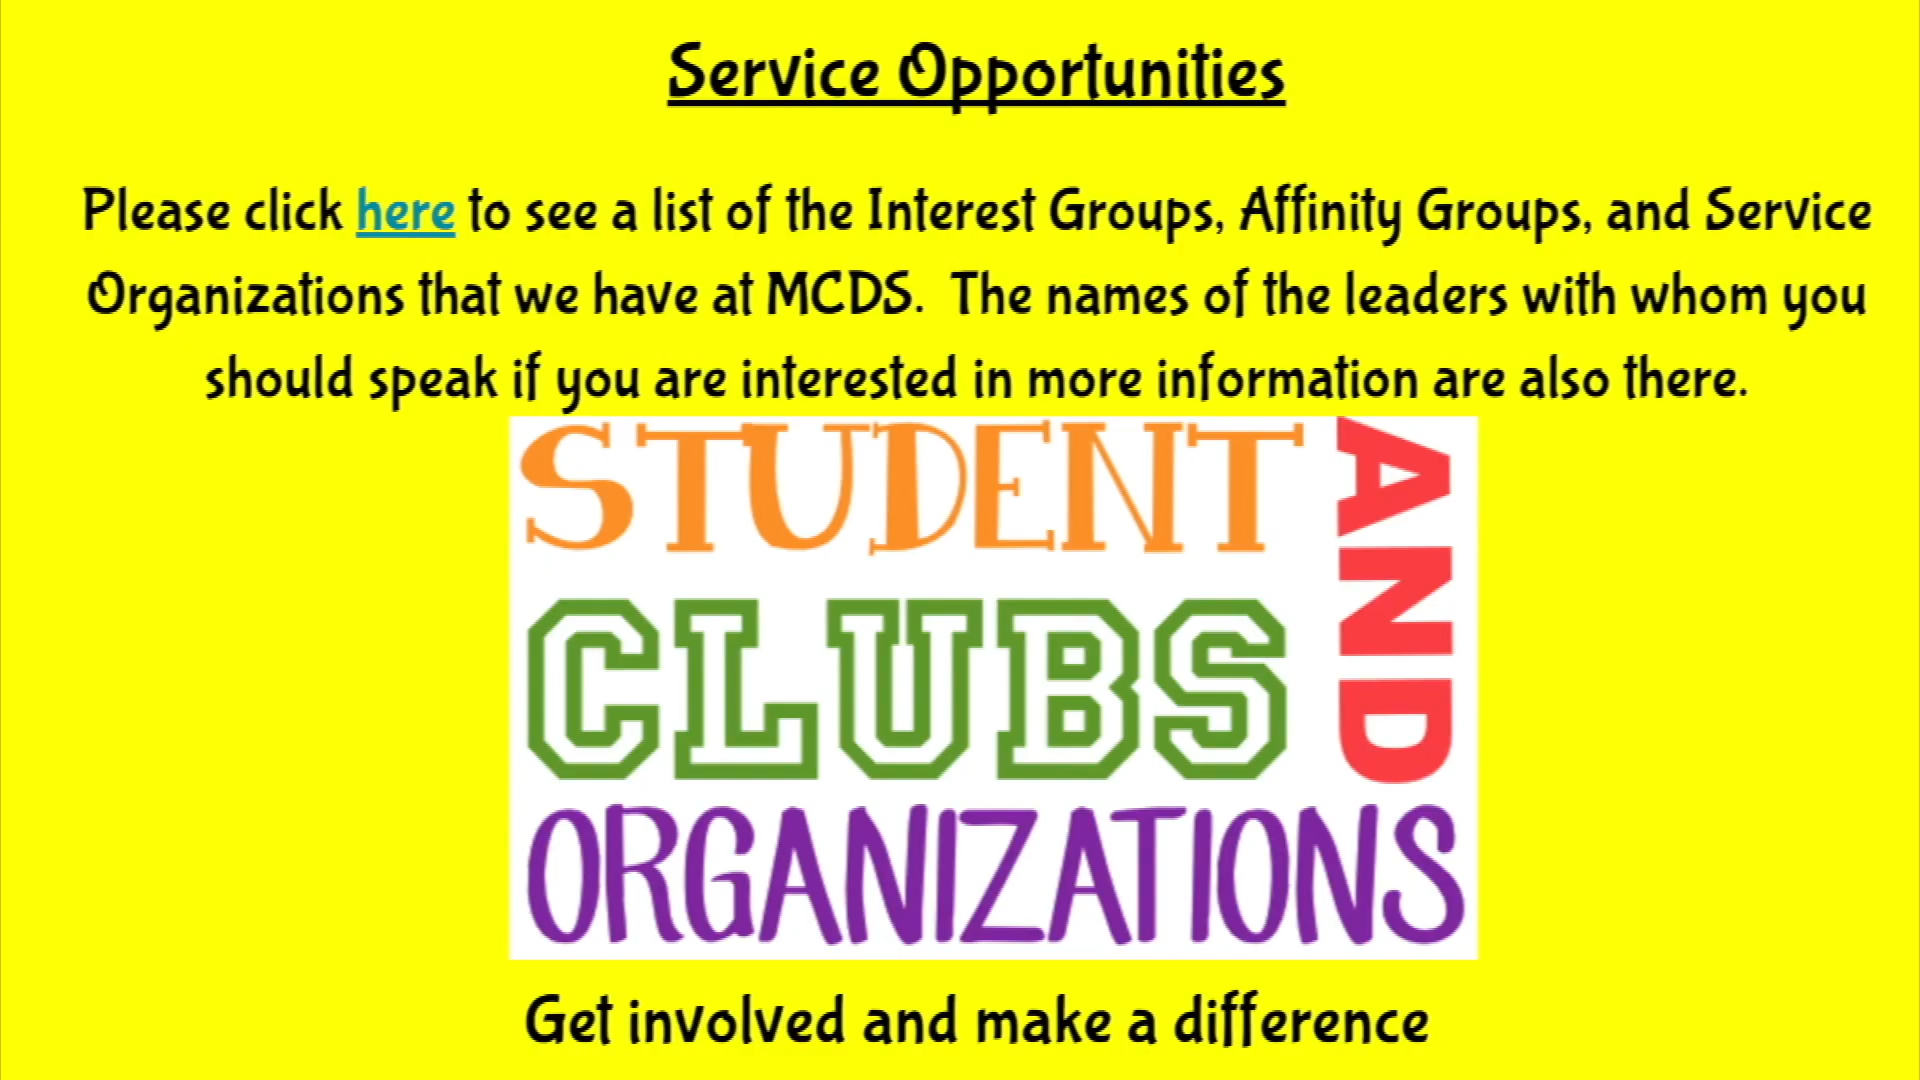 Service Opportunities
Please click here to see a list of the Interest Groups, Affinity Groups, and Service
Organizations that we have at MCDS.  The names of the leaders with whom you
should speak if you are interested in more information are also there.
STUDENT
AND
CLUBS
ORGANIZATIONS
Get involved and make a difference